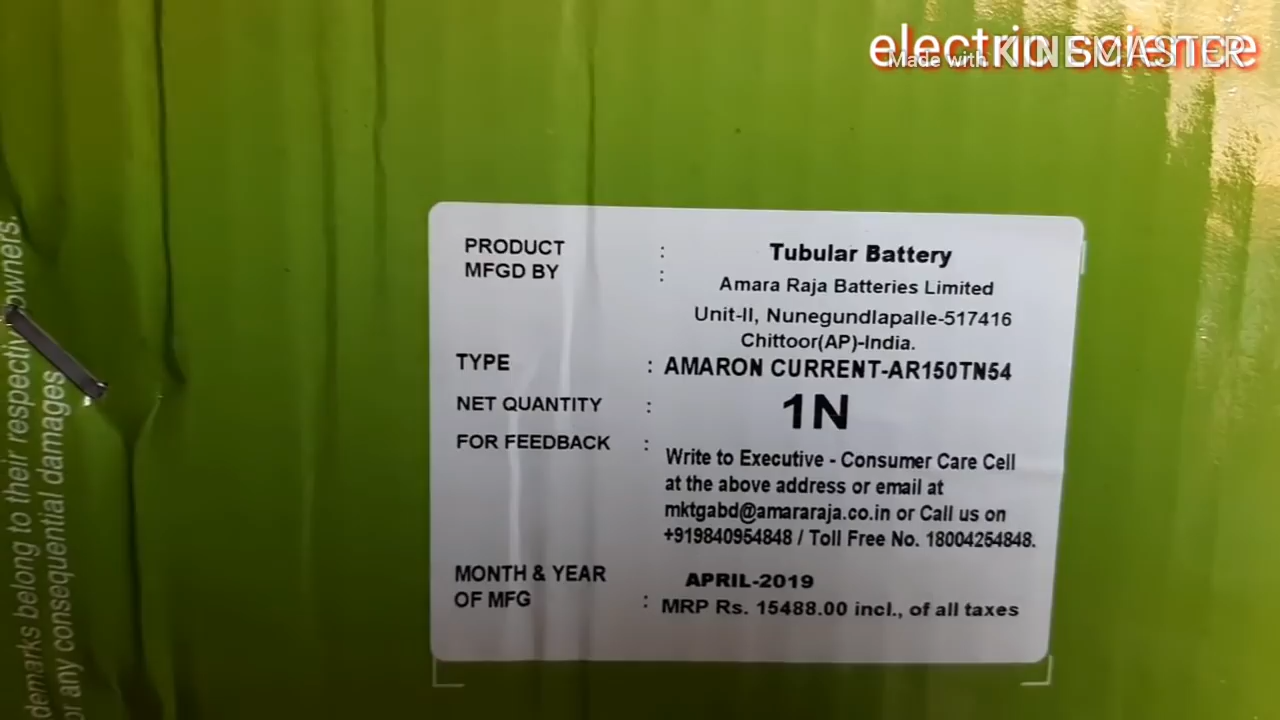 electrin science
Made with KINEMASTER
PRODUCT : Tubular Battery
MFGD BY : Amara Raja Batteries Limited
Unit-II, Nunegundlapalle-517416
Chittoor(AP)-India.
TYPE : AMARON CURRENT-AR150TN54
NET QUANTITY : 1N
FOR FEEDBACK : Write to Executive - Consumer Care Cell
at the above address or email at
mktgabd@amararaja.co.in or Call us on
+919840954848 / Toll Free No. 18004254848.
MONTH & YEAR APRIL-2019
OF MFG : MRP Rs. 15488.00 incl., of all taxes
demarks belong to their respectiv owners.
or any consequential damages